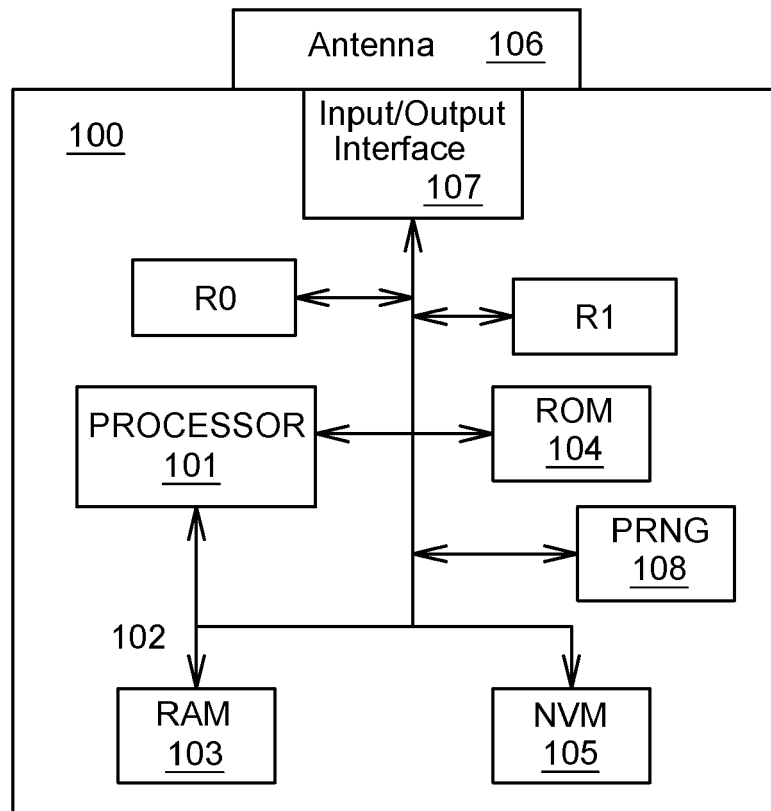 Antenna 106
Input/Output
Interface
107
100
R0
R1
PROCESSOR
101
ROM
104
PRNG
108
102
RAM
103
NVM
105